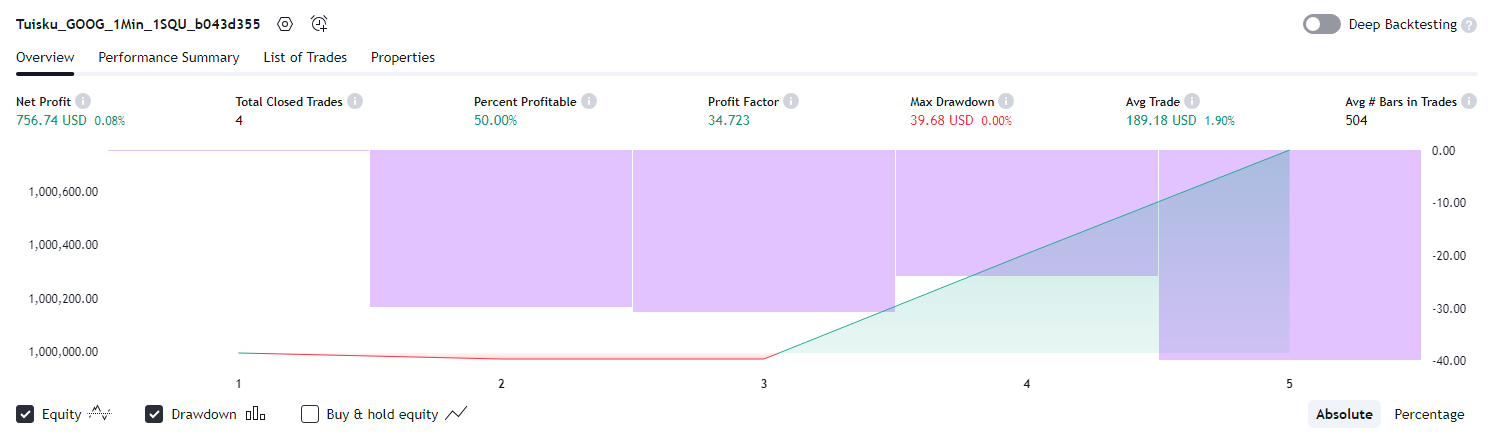 Tuisku_GOOG_1Min_1SQU_b043d355 Deep Backtesting
Overview Performance Summary List of Trades Properties
Net Profit Total Closed Trades Percent Profitable Profit Factor Max Drawdown Avg Trade Avg # Bars in Trades
756.74 USD 0.08% 4 50.00% 34.723 39.68 USD 0.00% 189.18 USD 1.90% 504
0.00
1,000,600.00 -10.00
1,000,400.00 -20.00
1,000,200.00 -30.00
1,000,000.00 -40.00
1 2 3 4 5
Equity Drawdown Buy & hold equity Absolute Percentage